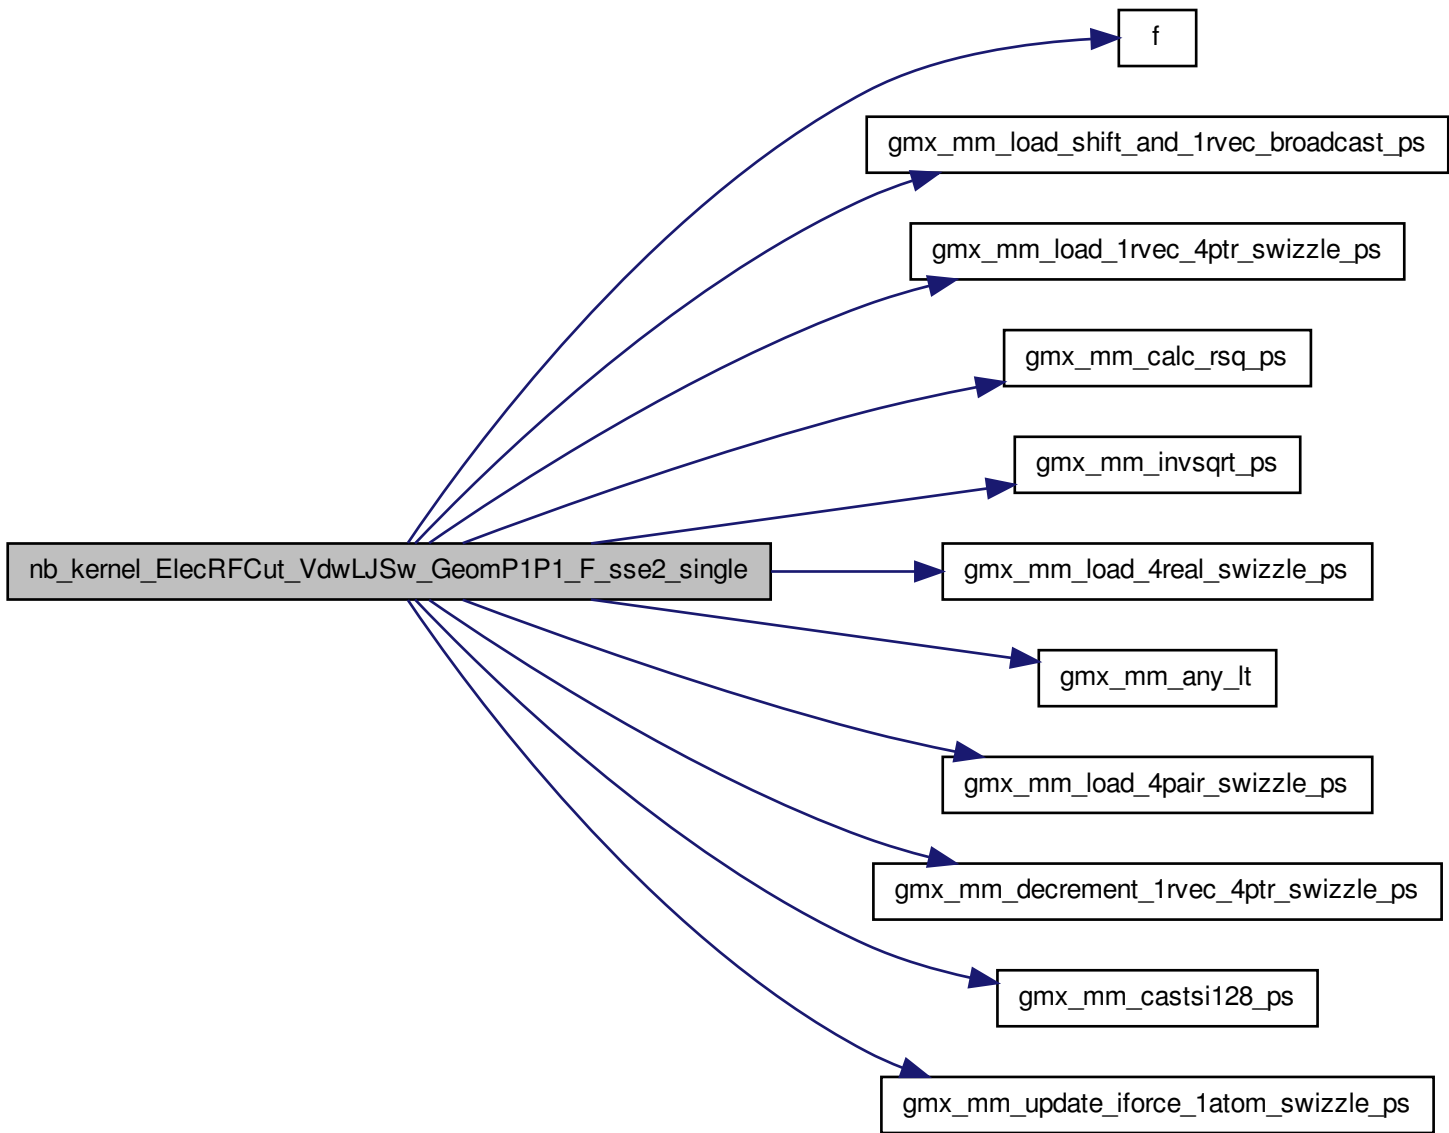 f
gmx_mm_load_shift_and_1rvec_broadcast_ps
gmx_mm_load_1rvec_4ptr_swizzle_ps
gmx_mm_calc_rsq_ps
gmx_mm_invsqrt_ps
nb_kernel_ElecRFCut_VdwLJSw_GeomP1P1_F_sse2_single
gmx_mm_load_4real_swizzle_ps
gmx_mm_any_lt
gmx_mm_load_4pair_swizzle_ps
gmx_mm_decrement_1rvec_4ptr_swizzle_ps
gmx_mm_castsi128_ps
gmx_mm_update_iforce_1atom_swizzle_ps